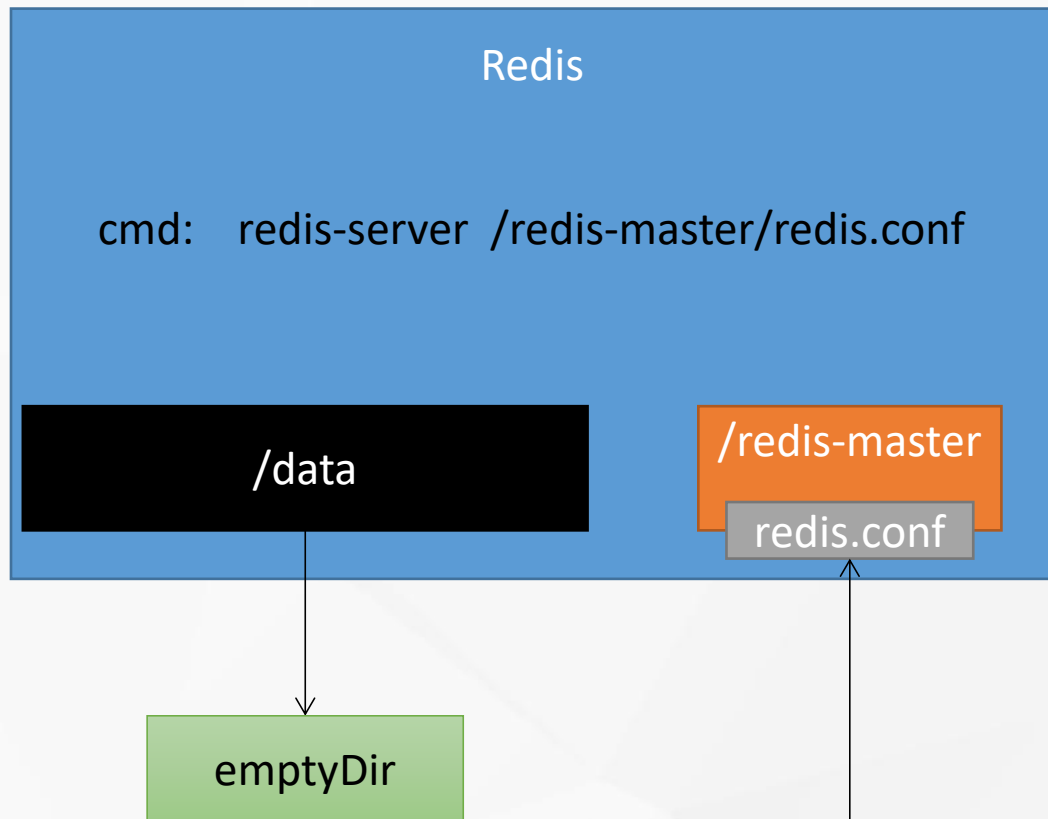 Redis
cmd: redis-server /redis-master/redis.conf
/data
/redis-master
redis.conf
emptyDir